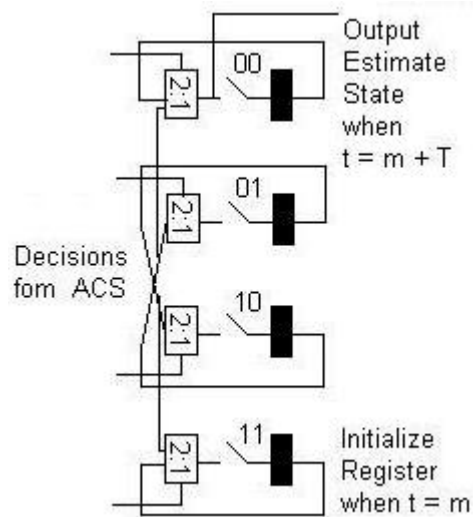 Output
Estimate
State
when
t = m + T
2:1
00
2:1
01
Decisions
fom ACS
2:1
10
2:1
11
Initialize
Register
when t = m